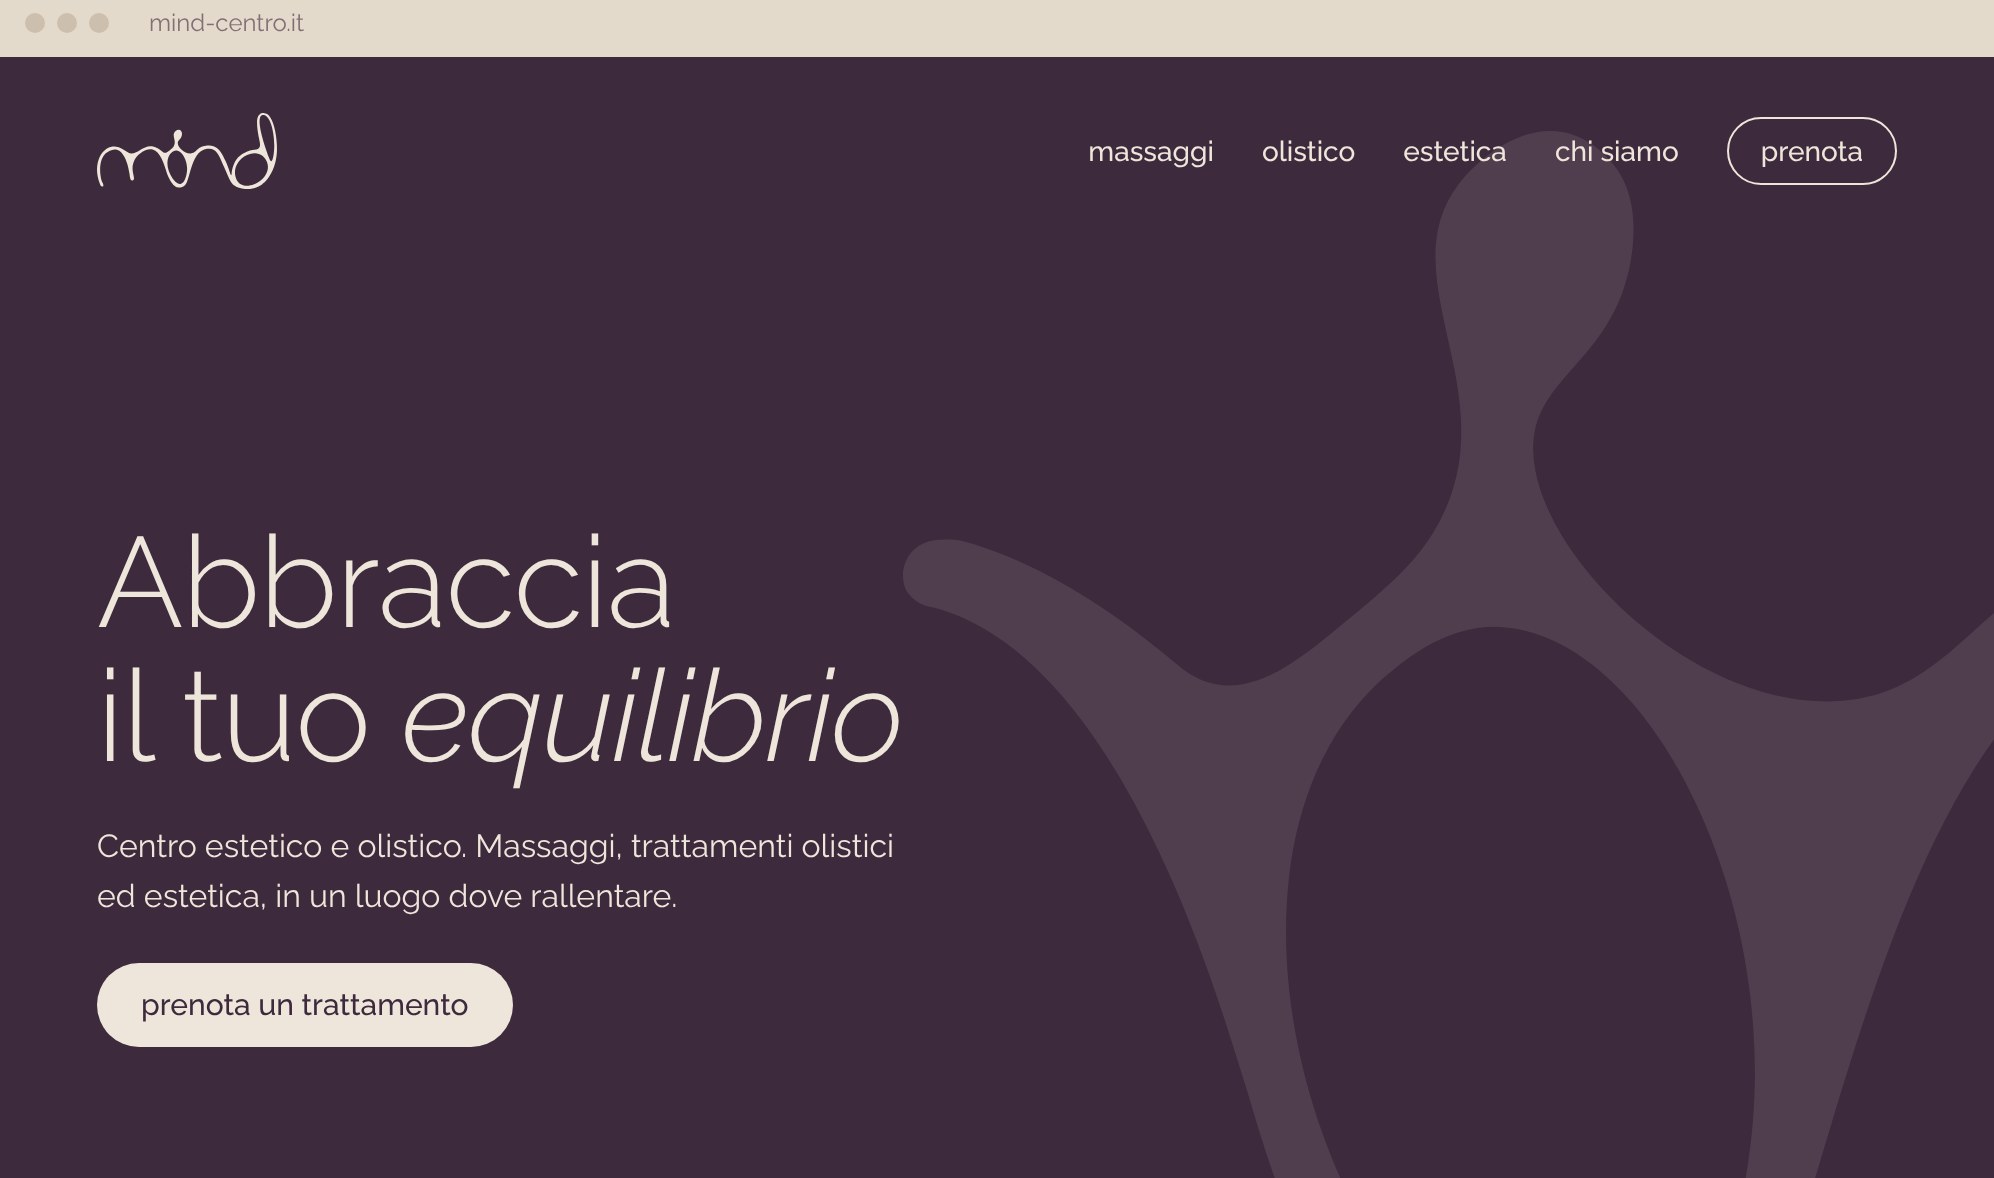 mind-centro.it
mind
massaggi olistico estetica chi siamo prenota
Abbraccia
il tuo equilibrio
Centro estetico e olistico. Massaggi, trattamenti olistici
ed estetica, in un luogo dove rallentare.
prenota un trattamento